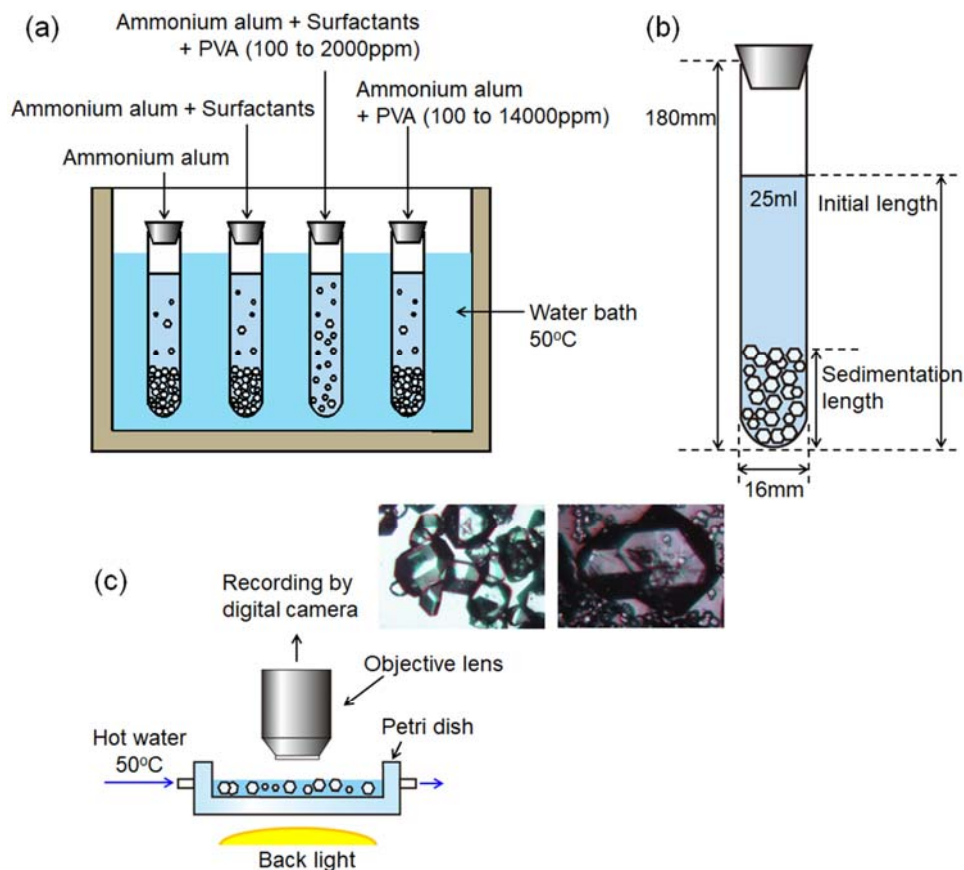 (a)
Ammonium alum + Surfactants
+ PVA (100 to 2000ppm)
Ammonium alum + Surfactants
Ammonium alum
+ PVA (100 to 14000ppm)
Ammonium alum
Water bath
50°C
(b)
180mm
25ml
Initial length
Sedimentation
length
16mm
(c)
Recording by
digital camera
Objective lens
Petri dish
Hot water
50°C
Back light